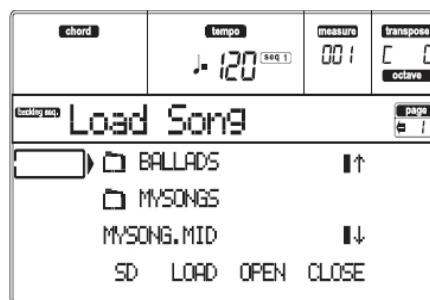 chord tempo measure transpose
120 seq 1 001 C
octave
backing seq. Load Song page
1
BALLADS
MYSONGS
MYSONG.MID
SD LOAD OPEN CLOSE